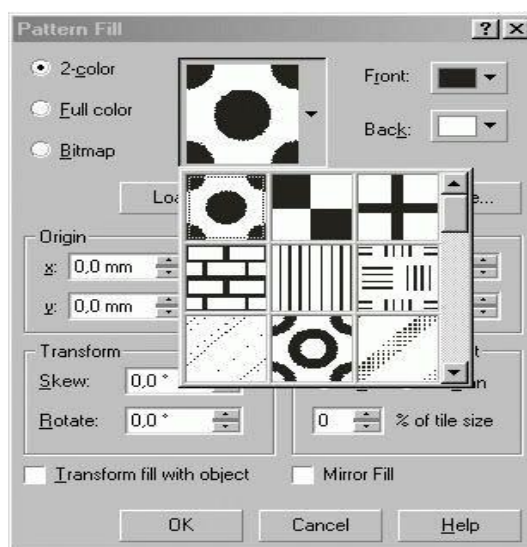 Pattern Fill
2-color
Full color
Bitmap
Front:
Back:
Origin
x: 0,0 mm
y: 0,0 mm
Transform
Skew: 0,0 °
Rotate: 0,0 °
0 % of tile size
Transform fill with object
Mirror Fill
OK Cancel Help